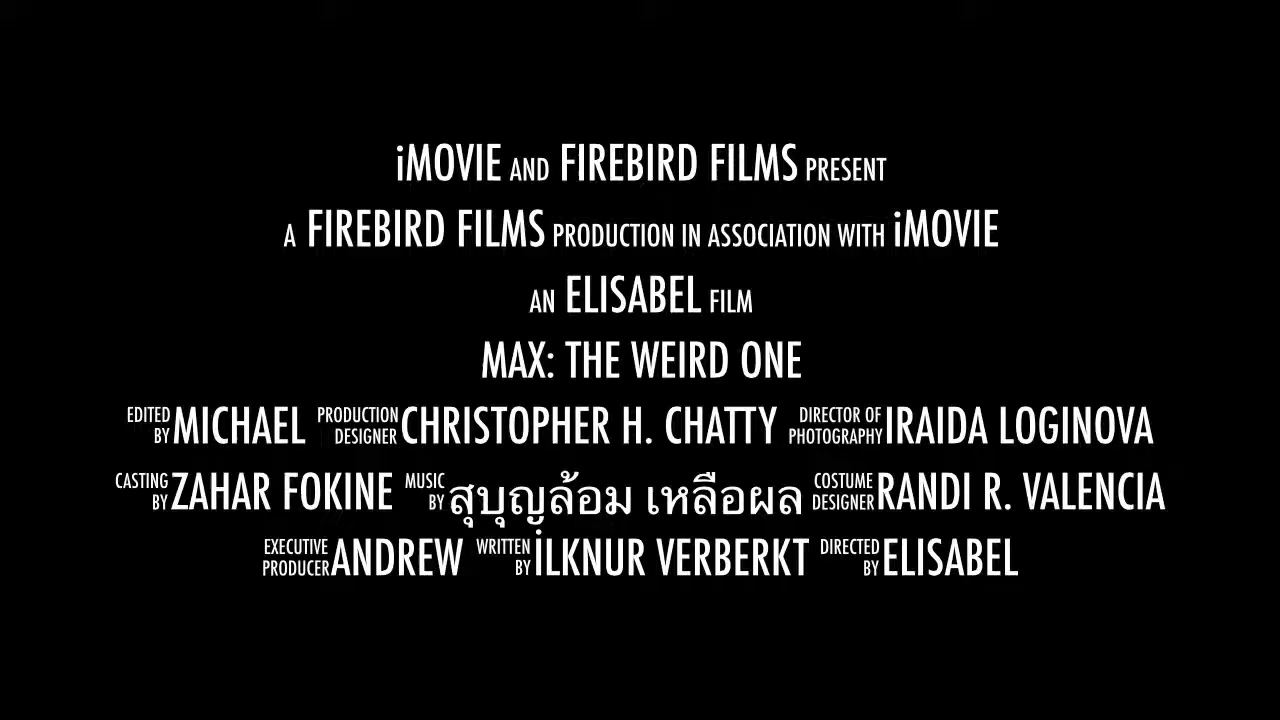 iMOVIE AND FIREBIRD FILMS PRESENT
A FIREBIRD FILMS PRODUCTION IN ASSOCIATION WITH iMOVIE
AN ELISABEL FILM
MAX: THE WEIRD ONE
EDITED BY MICHAEL PRODUCTION DESIGNER CHRISTOPHER H. CHATTY DIRECTOR OF PHOTOGRAPHY IRAIDA LOGINOVA
CASTING BY ZAHAR FOKINE MUSIC BY สุบุญล้อม เหลือผล COSTUME DESIGNER RANDI R. VALENCIA
EXECUTIVE PRODUCER ANDREW WRITTEN BY İLKNUR VERBERKT DIRECTED BY ELISABEL